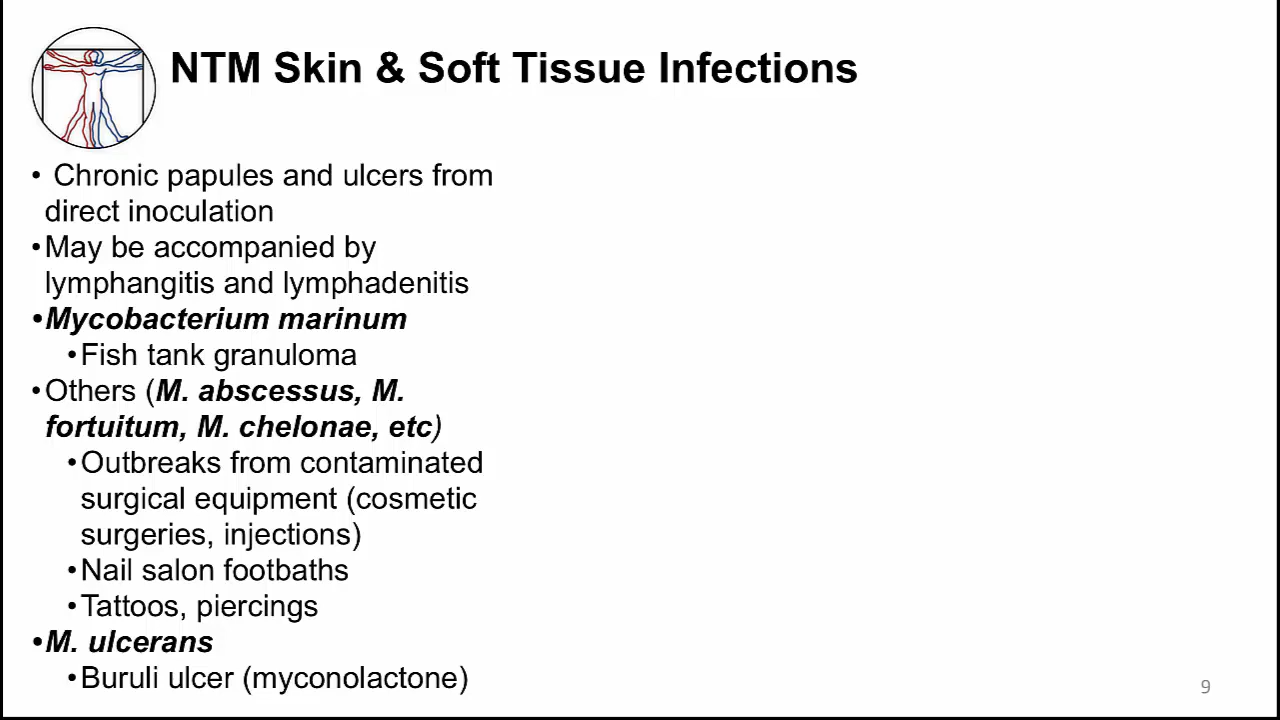 NTM Skin & Soft Tissue Infections
• Chronic papules and ulcers from
direct inoculation
•May be accompanied by
lymphangitis and lymphadenitis
•Mycobacterium marinum
•Fish tank granuloma
•Others (M. abscessus, M.
fortuitum, M. chelonae, etc)
•Outbreaks from contaminated
surgical equipment (cosmetic
surgeries, injections)
•Nail salon footbaths
•Tattoos, piercings
•M. ulcerans
•Buruli ulcer (myconolactone)
9